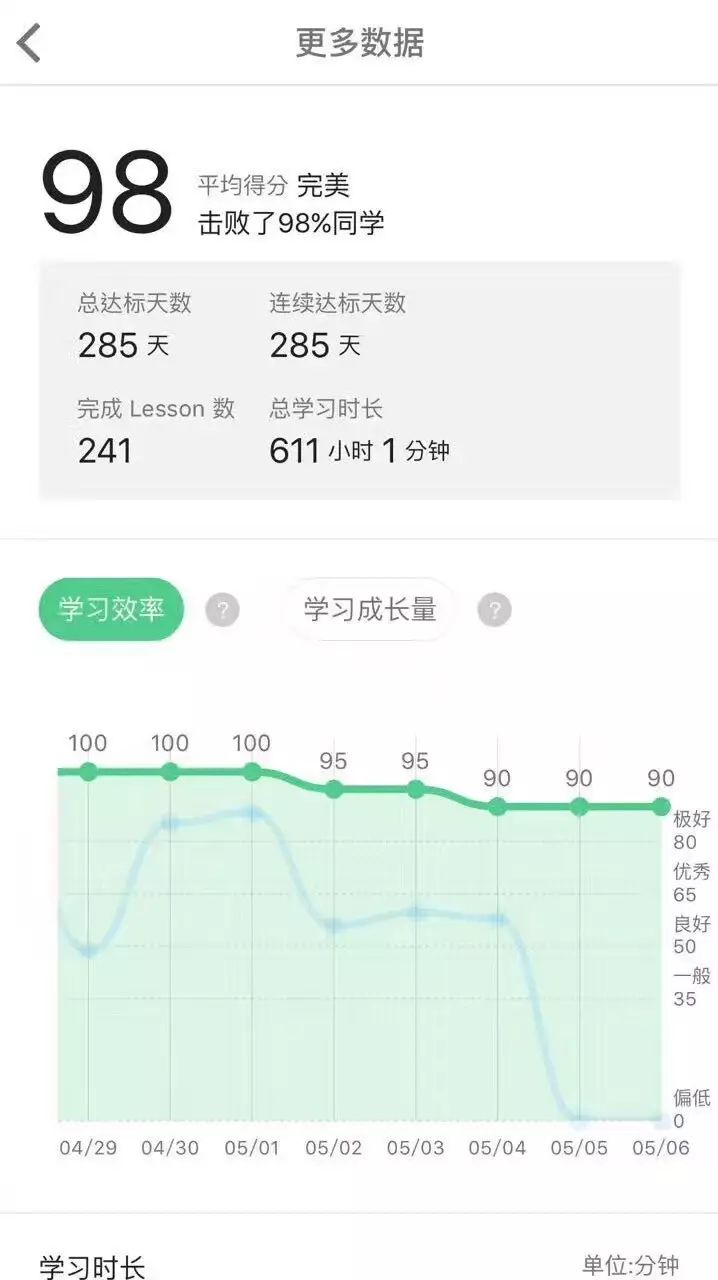 更多数据
98
平均得分 完美
击败了98%同学
总达标天数 连续达标天数
285 天 285 天
完成 Lesson 数 总学习时长
241 611 小时 1 分钟
学习效率 ? 学习成长量 ?
100 100 100 95 95 90 90 90
极好
80
优秀
65
良好
50
一般
35
偏低
0
04/29 04/30 05/01 05/02 05/03 05/04 05/05 05/06
学习时长 单位:分钟